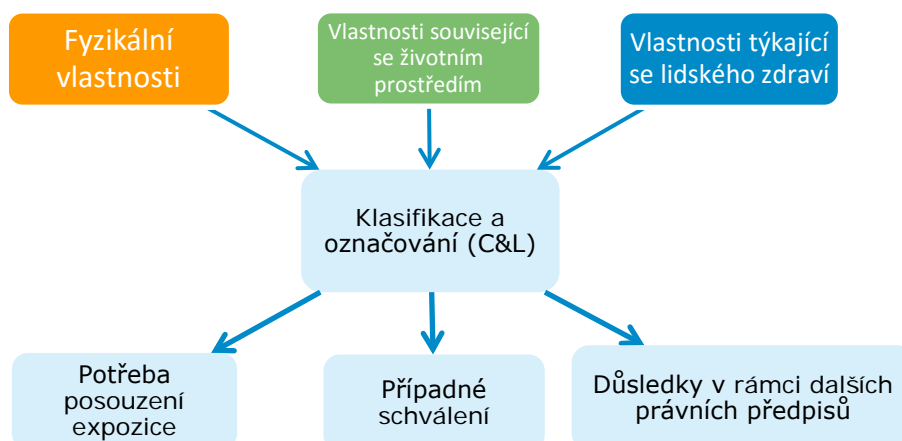 Fyzikální
vlastnosti
Vlastnosti související
se životním
prostředím
Vlastnosti týkající
se lidského zdraví
Klasifikace a
označování (C&L)
Potřeba
posouzení
expozice
Případné
schválení
Důsledky v rámci dalších
právních předpisů